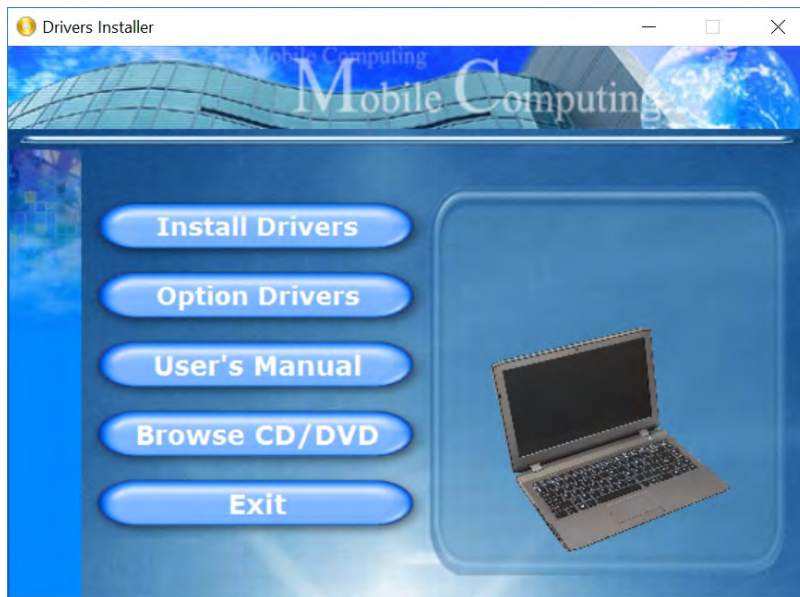 Drivers Installer
Mobile Computing
Mobile Computing
Install Drivers
Option Drivers
User's Manual
Browse CD/DVD
Exit